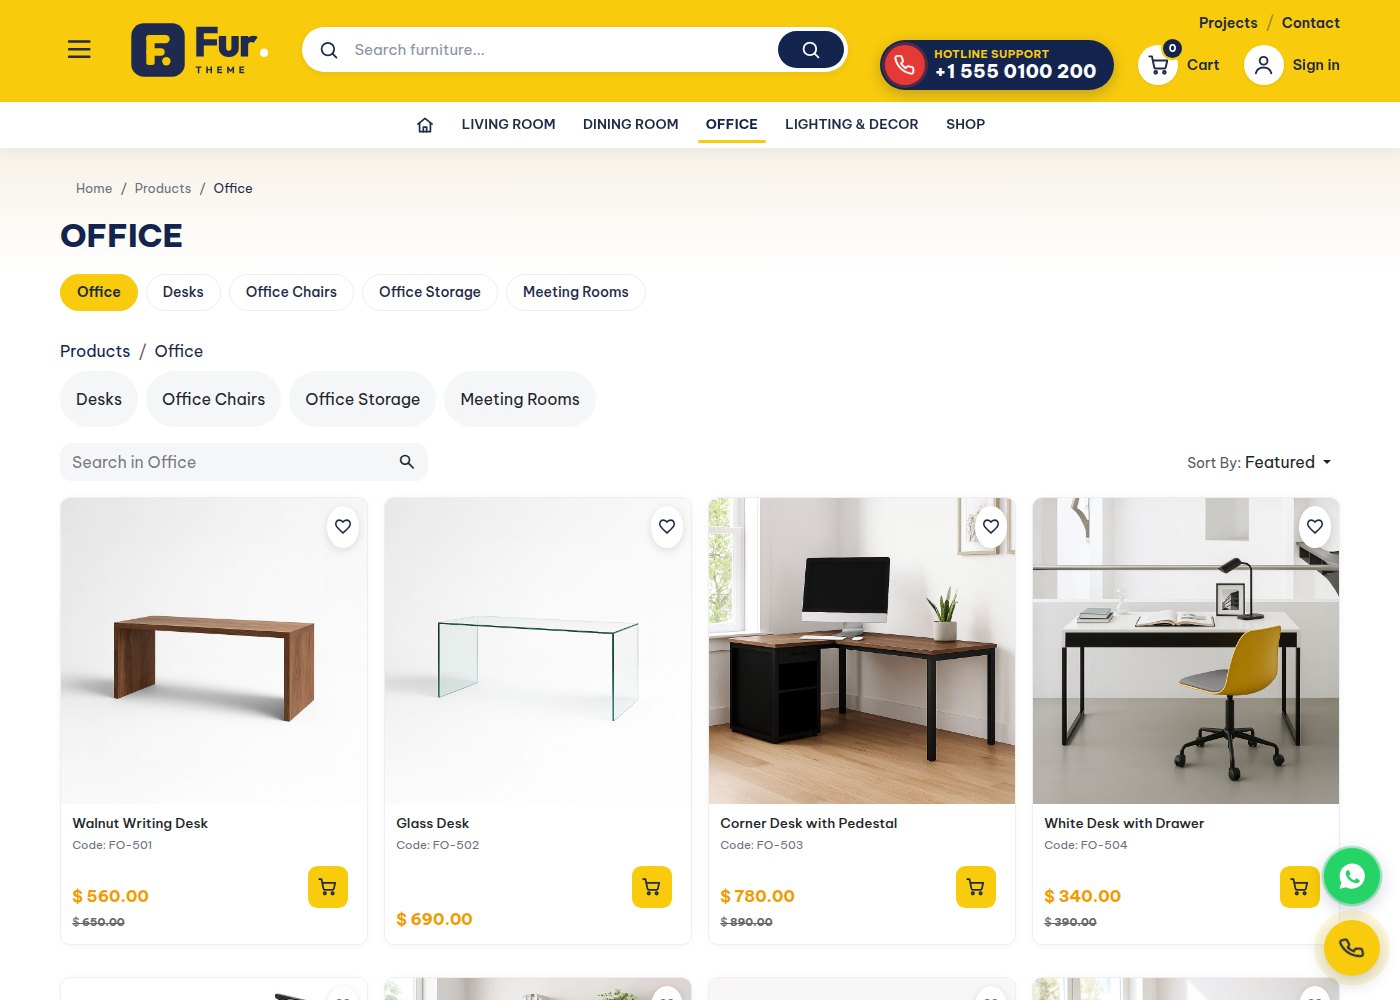 Projects / Contact
F. Fur.
THEME
Search furniture...
HOTLINE SUPPORT
+1 555 0100 200
0
Cart
Sign in
LIVING ROOM
DINING ROOM
OFFICE
LIGHTING & DECOR
SHOP
Home / Products / Office
OFFICE
Office
Desks
Office Chairs
Office Storage
Meeting Rooms
Products / Office
Desks
Office Chairs
Office Storage
Meeting Rooms
Search in Office
Sort By: Featured
Walnut Writing Desk
Code: FO-501
$ 560.00
$ 650.00
Glass Desk
Code: FO-502
$ 690.00
Corner Desk with Pedestal
Code: FO-503
$ 780.00
$ 890.00
White Desk with Drawer
Code: FO-504
$ 340.00
$ 390.00